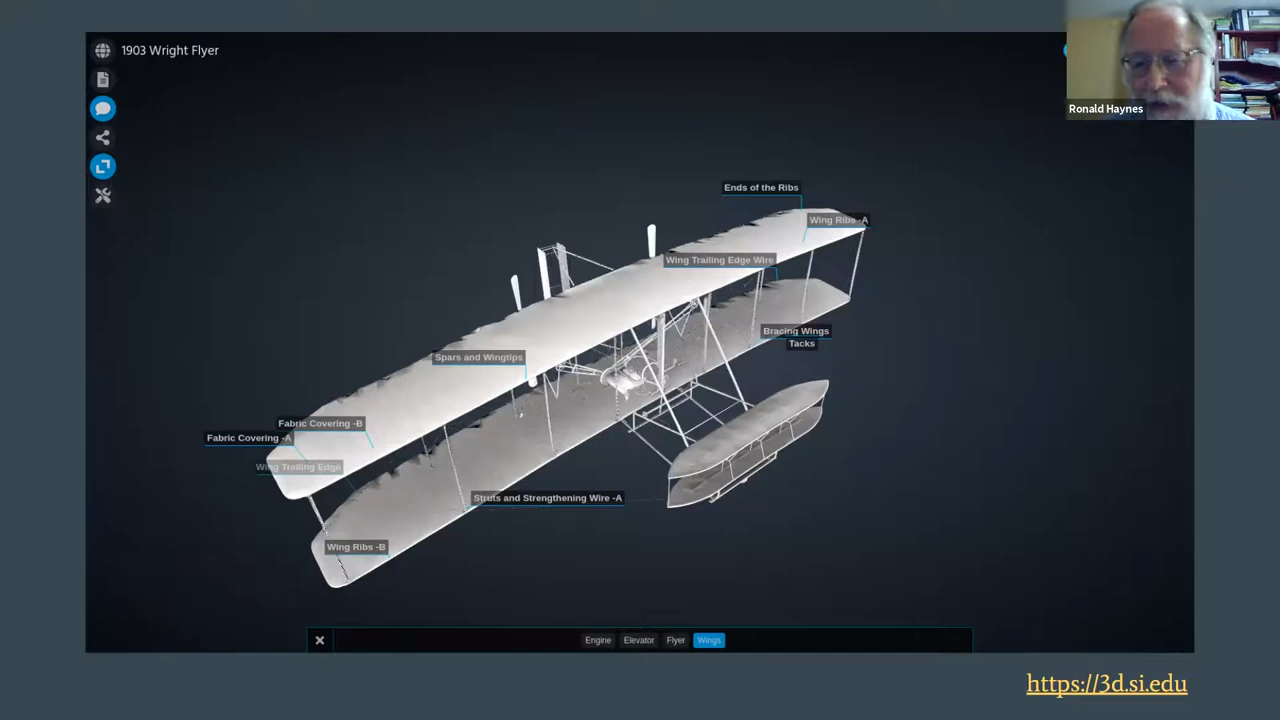 1903 Wright Flyer
Ronald Haynes
Ends of the Ribs
Wing Ribs -A
Wing Trailing Edge Wire
Bracing Wings
Tacks
Spars and Wingtips
Fabric Covering -B
Fabric Covering -A
Wing Trailing Edge
Struts and Strengthening Wire -A
Wing Ribs -B
Engine Elevator Flyer Wings
https://3d.si.edu